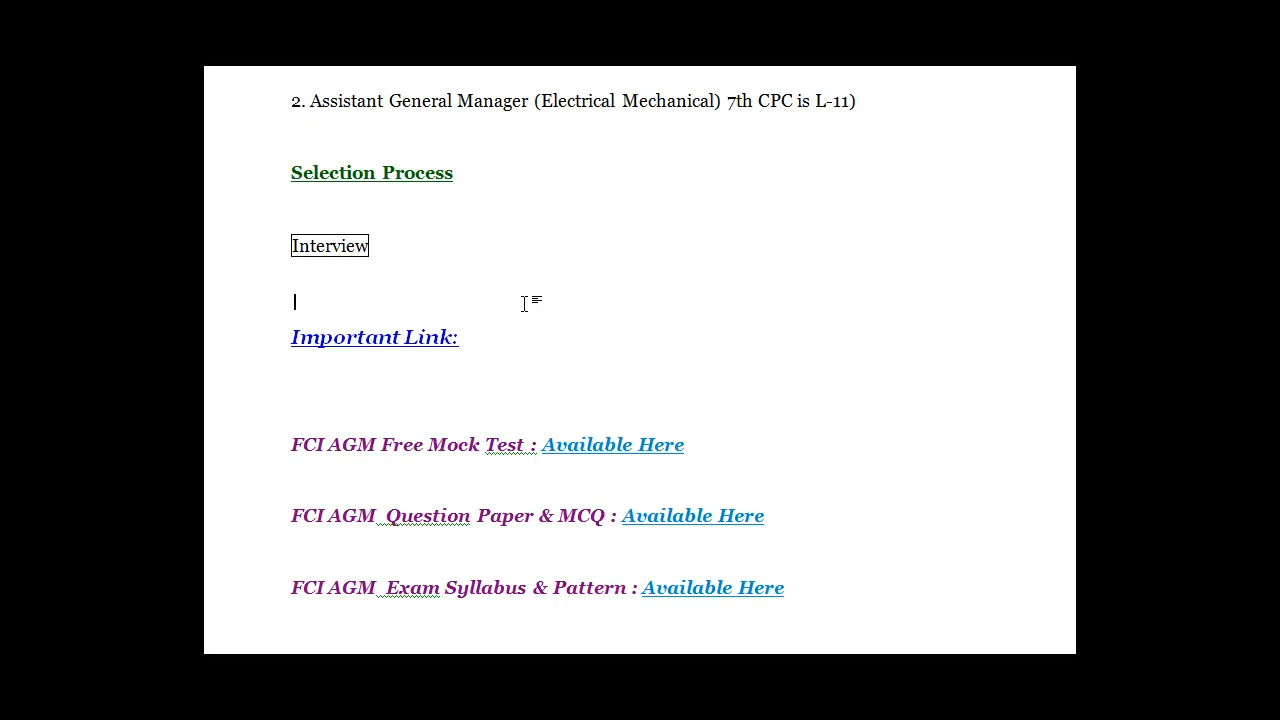 2. Assistant General Manager (Electrical Mechanical) 7th CPC is L-11)
Selection Process
Interview
Important Link:
FCI AGM Free Mock Test : Available Here
FCI AGM  Question Paper & MCQ : Available Here
FCI AGM  Exam Syllabus & Pattern : Available Here